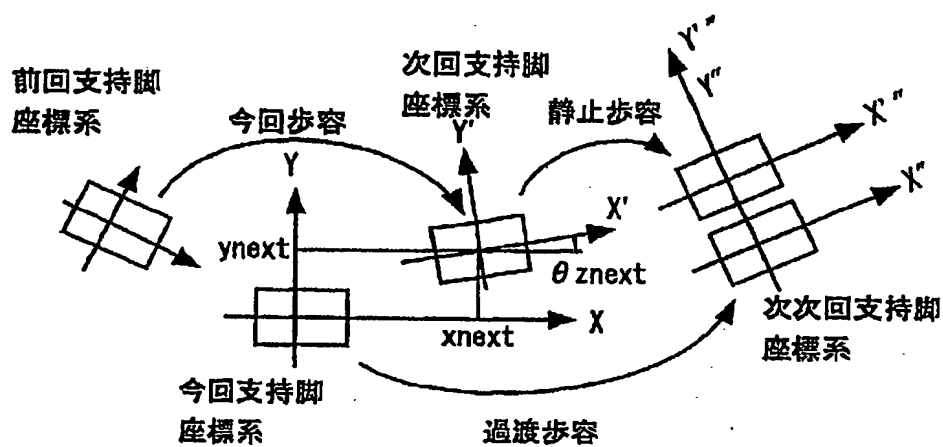 前回支持脚
座標系
今回歩容
次回支持脚
座標系
静止歩容
Y'''
Y''
X'''
X''
Y'
X'
Y
ynext
θznext
X
xnext
今回支持脚
座標系
過渡歩容
次次回支持脚
座標系